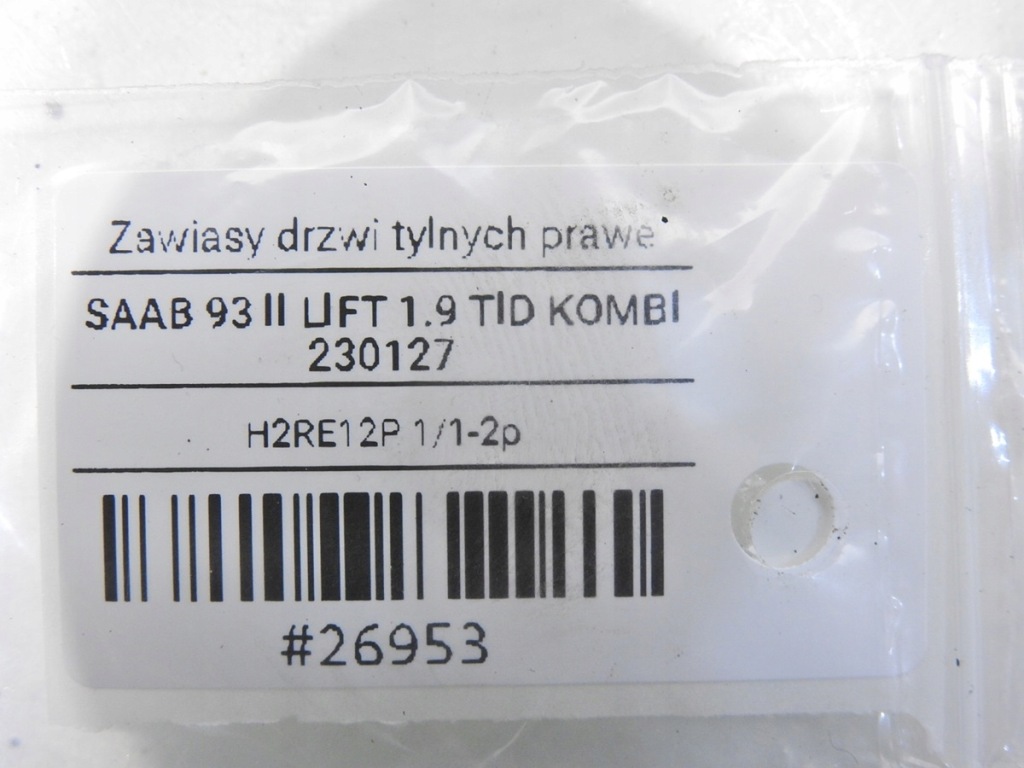 Zawiasy drzwi tylnych prawe
SAAB 93 II LIFT 1.9 TID KOMBI
230127
H2RE12P 1/1-2p
#26953